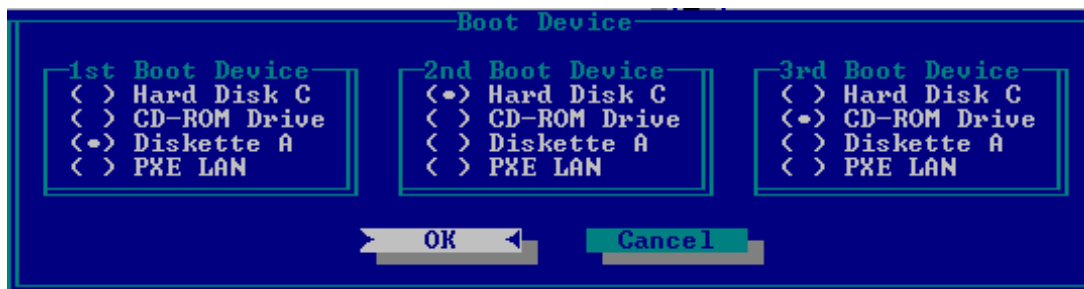 Boot Device
1st Boot Device
( ) Hard Disk C
( ) CD-ROM Drive
(•) Diskette A
( ) PXE LAN
2nd Boot Device
(•) Hard Disk C
( ) CD-ROM Drive
( ) Diskette A
( ) PXE LAN
3rd Boot Device
( ) Hard Disk C
(•) CD-ROM Drive
( ) Diskette A
( ) PXE LAN
OK
Cancel